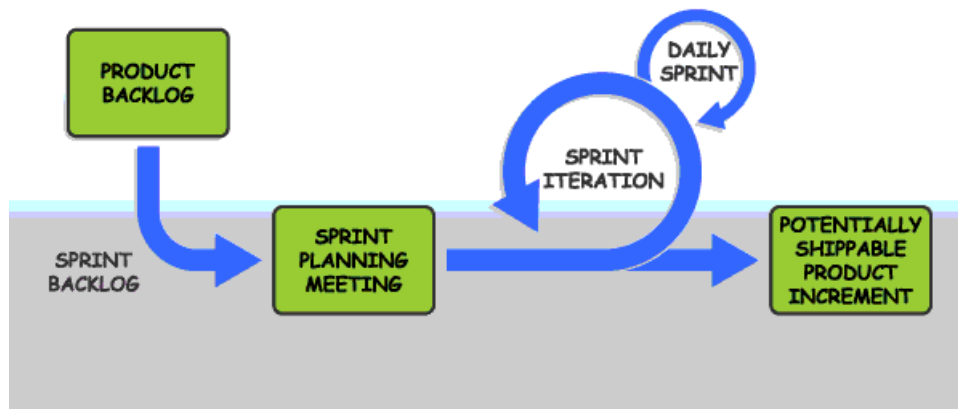 PRODUCT
BACKLOG
DAILY
SPRINT
SPRINT
ITERATION
SPRINT
BACKLOG
SPRINT
PLANNING
MEETING
POTENTIALLY
SHIPPABLE
PRODUCT
INCREMENT